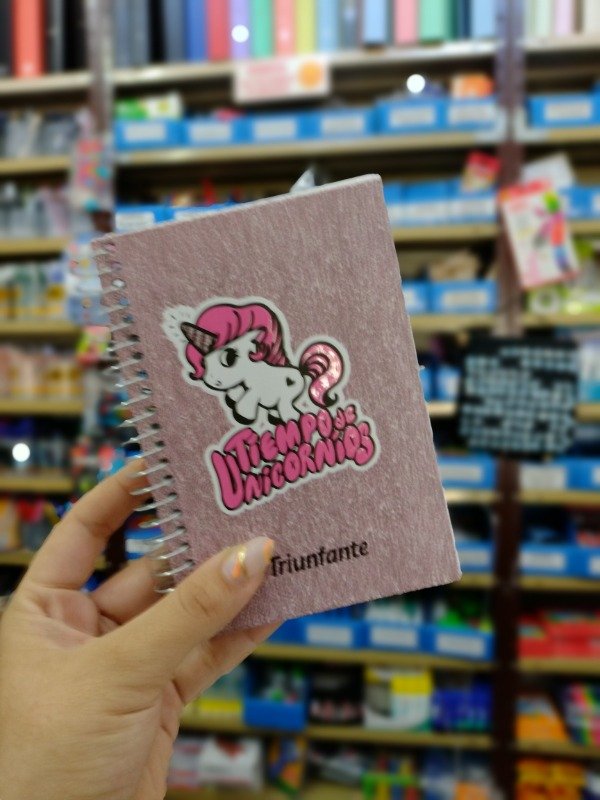 TIEMPO DE
UNICORNIOS
Triunfante